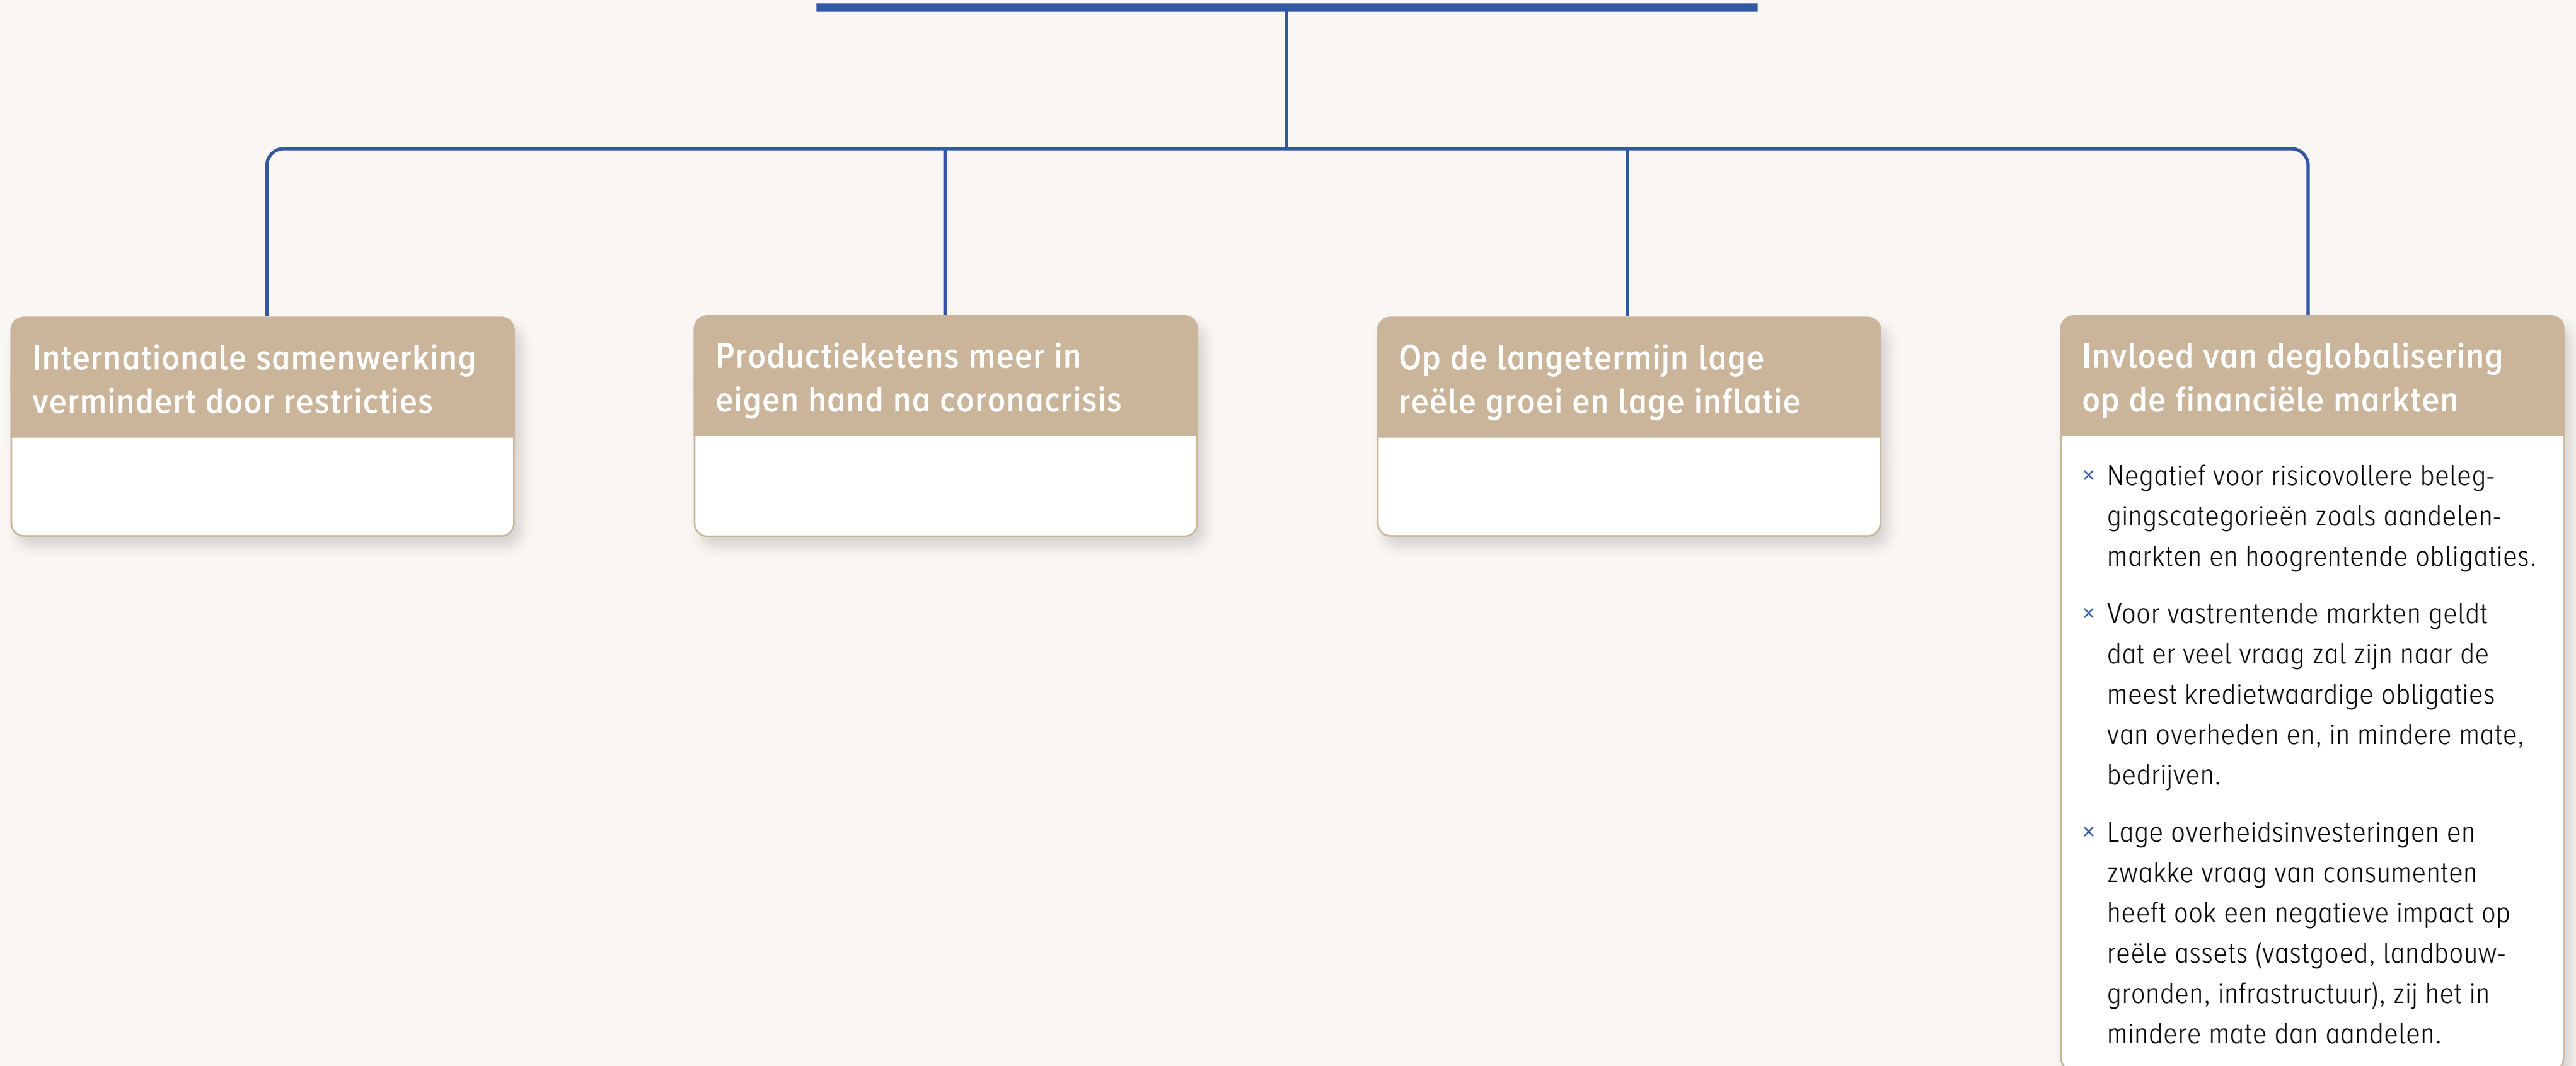 Internationale samenwerking
vermindert door restricties
Productieketens meer in
eigen hand na coronacrisis
Op de langetermijn lage
reële groei en lage inflatie
Invloed van deglobalisering
op de financiële markten
× Negatief voor risicovollere beleg-
gingscategorieën zoals aandelen-
markten en hoogrentende obligaties.
× Voor vastrentende markten geldt
dat er veel vraag zal zijn naar de
meest kredietwaardige obligaties
van overheden en, in mindere mate,
bedrijven.
× Lage overheidsinvesteringen en
zwakke vraag van consumenten
heeft ook een negatieve impact op
reële assets (vastgoed, landbouw-
gronden, infrastructuur), zij het in
mindere mate dan aandelen.